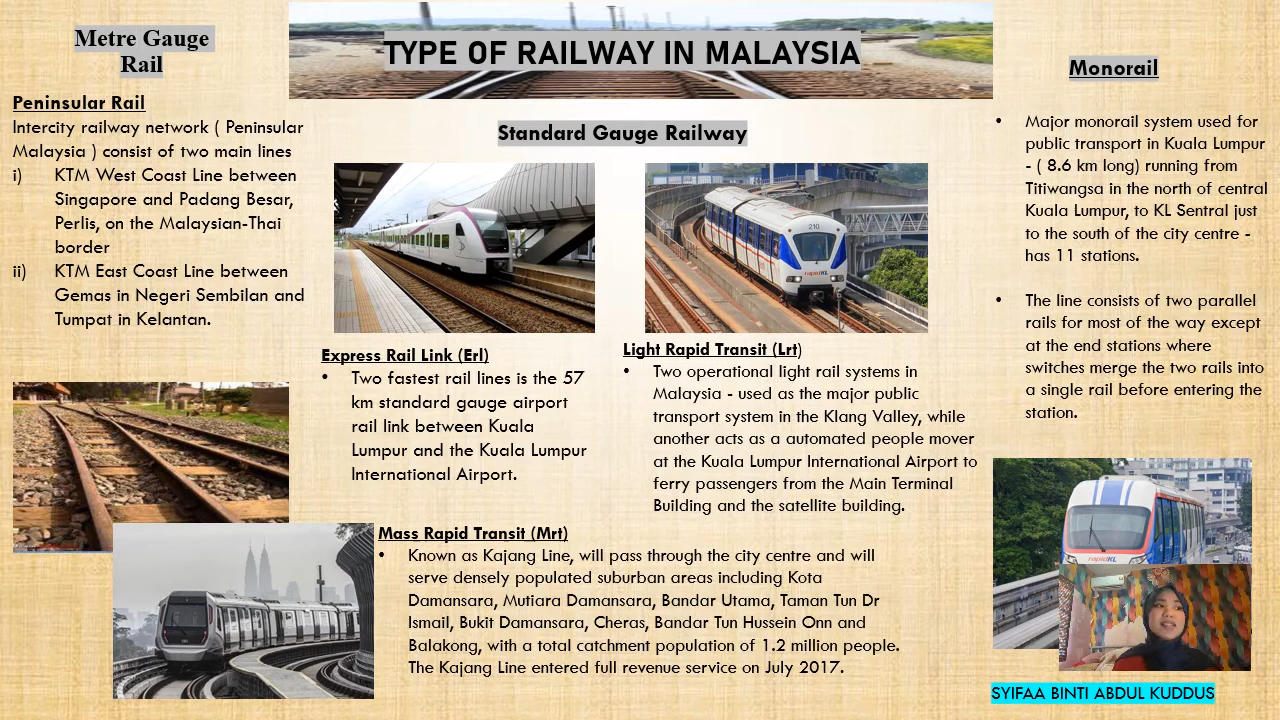 TYPE OF RAILWAY IN MALAYSIA
Metre Gauge
Rail
Peninsular Rail
Intercity railway network ( Peninsular
Malaysia ) consist of two main lines
i) KTM West Coast Line between
Singapore and Padang Besar,
Perlis, on the Malaysian-Thai
border
ii) KTM East Coast Line between
Gemas in Negeri Sembilan and
Tumpat in Kelantan.
Standard Gauge Railway
210
rapidKL
Express Rail Link (Erl)
• Two fastest rail lines is the 57
km standard gauge airport
rail link between Kuala
Lumpur and the Kuala Lumpur
International Airport.
Light Rapid Transit (Lrt)
• Two operational light rail systems in
Malaysia - used as the major public
transport system in the Klang Valley, while
another acts as a automated people mover
at the Kuala Lumpur International Airport to
ferry passengers from the Main Terminal
Building and the satellite building.
Mass Rapid Transit (Mrt)
• Known as Kajang Line, will pass through the city centre and will
serve densely populated suburban areas including Kota
Damansara, Mutiara Damansara, Bandar Utama, Taman Tun Dr
Ismail, Bukit Damansara, Cheras, Bandar Tun Hussein Onn and
Balakong, with a total catchment population of 1.2 million people.
The Kajang Line entered full revenue service on July 2017.
Monorail
• Major monorail system used for
public transport in Kuala Lumpur
- ( 8.6 km long) running from
Titiwangsa in the north of central
Kuala Lumpur, to KL Sentral just
to the south of the city centre -
has 11 stations.
• The line consists of two parallel
rails for most of the way except
at the end stations where
switches merge the two rails into
a single rail before entering the
station.
rapidKL
SYIFAA BINTI ABDUL KUDDUS